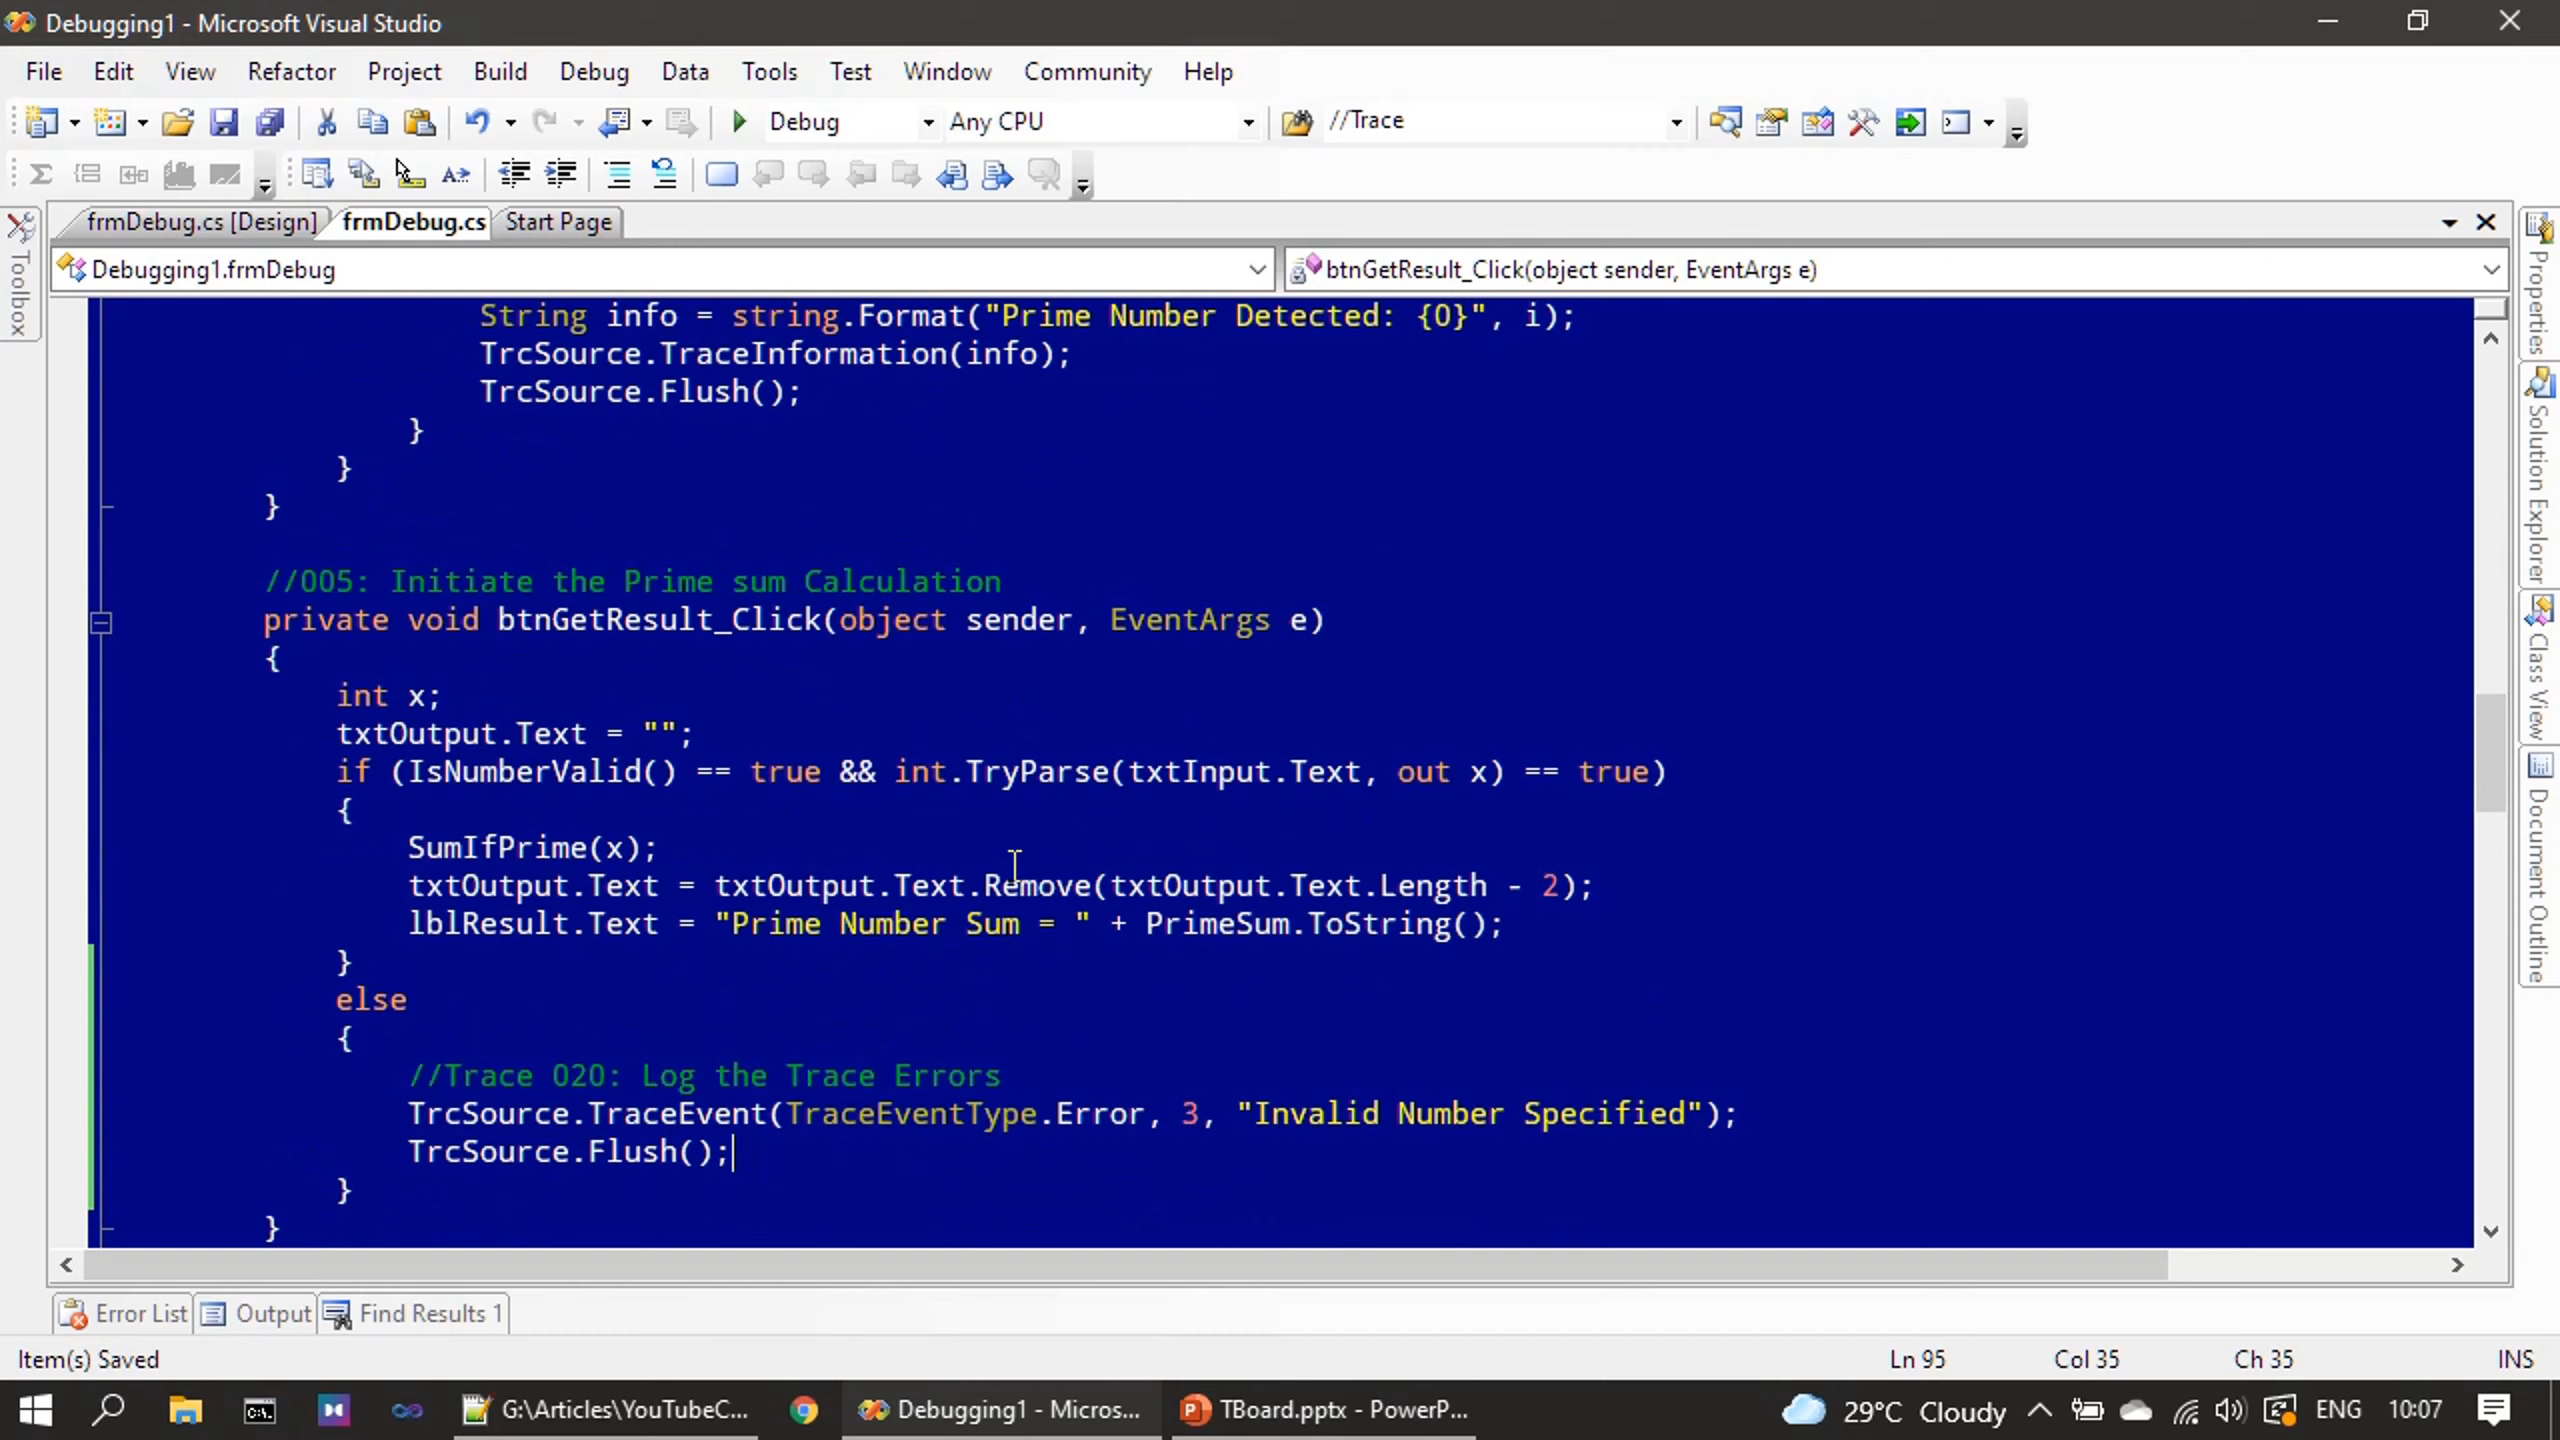 Debugging1 - Microsoft Visual Studio
File Edit View Refactor Project Build Debug Data Tools Test Window Community Help
Debug Any CPU //Trace
frmDebug.cs [Design] frmDebug.cs Start Page
Debugging1.frmDebug btnGetResult_Click(object sender, EventArgs e)
String info = string.Format("Prime Number Detected: {0}", i);
TrcSource.TraceInformation(info);
TrcSource.Flush();
}
}
}
//005: Initiate the Prime sum Calculation
private void btnGetResult_Click(object sender, EventArgs e)
{
int x;
txtOutput.Text = "";
if (IsNumberValid() == true && int.TryParse(txtInput.Text, out x) == true)
{
SumIfPrime(x);
txtOutput.Text = txtOutput.Text.Remove(txtOutput.Text.Length - 2);
lblResult.Text = "Prime Number Sum = " + PrimeSum.ToString();
}
else
{
//Trace 020: Log the Trace Errors
TrcSource.TraceEvent(TraceEventType.Error, 3, "Invalid Number Specified");
TrcSource.Flush();
}
}
Toolbox
Properties
Solution Explorer
Class View
Document Outline
Error List Output Find Results 1
Item(s) Saved Ln 95 Col 35 Ch 35 INS
G:\Articles\YouTubeC... Debugging1 - Micros... TBoard.pptx - PowerP... 29°C Cloudy ENG 10:07